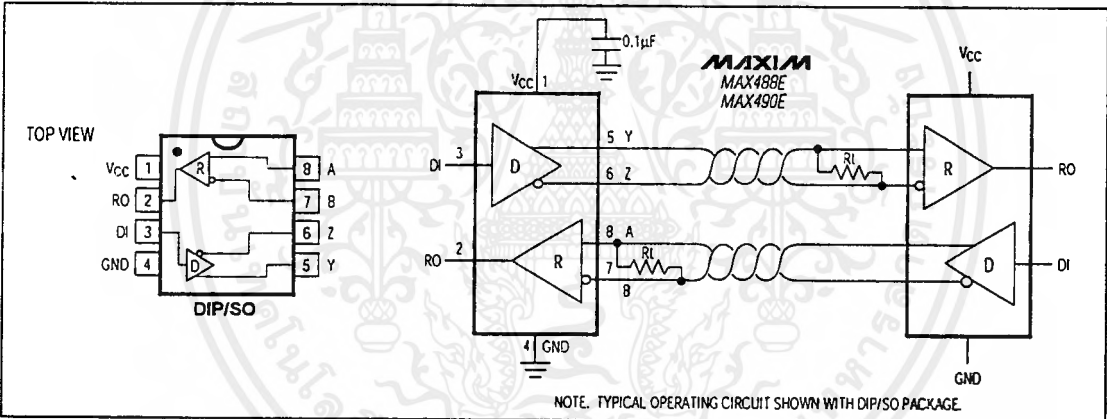 TOP VIEW
VCC 1
RO 2
DI 3
GND 4
8 A
7 B
6 Z
5 Y
R
D
DIP/SO
0.1µF
VCC 1
MAXIM
MAX488E
MAX490E
VCC
DI 3
D
5 Y
6 Z
Rt
R
RO
RO 2
R
8 A
7 B
Rt
D
DI
4 GND
GND
NOTE. TYPICAL OPERATING CIRCUIT SHOWN WITH DIP/SO PACKAGE.